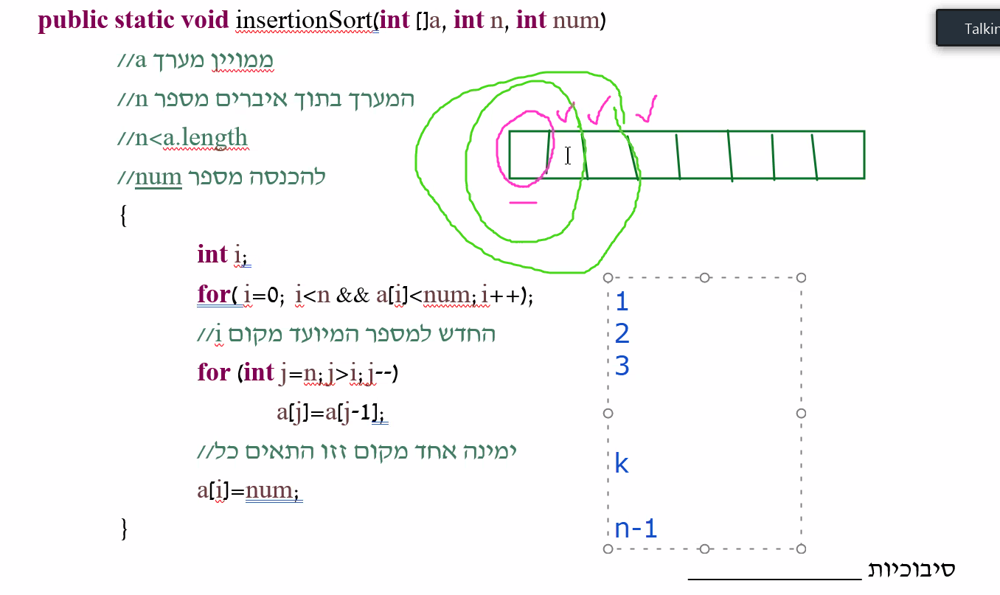 public static void insertionSort(int []a, int n, int num)
Talkin
//a ממויין מערך
//n המערך בתוך איברים מספר
//n<a.length
//num להכנסה מספר
{
int i;
for( i=0; i<n && a[i]<num;i++);
//i החדש למספר המיועד מקום
for (int j=n;j>i;j--)
a[j]=a[j-1];
//ימינה אחד מקום זזו התאים כל
a[i]=num;
}
1
2
3
k
n-1
סיבוכיות ______________